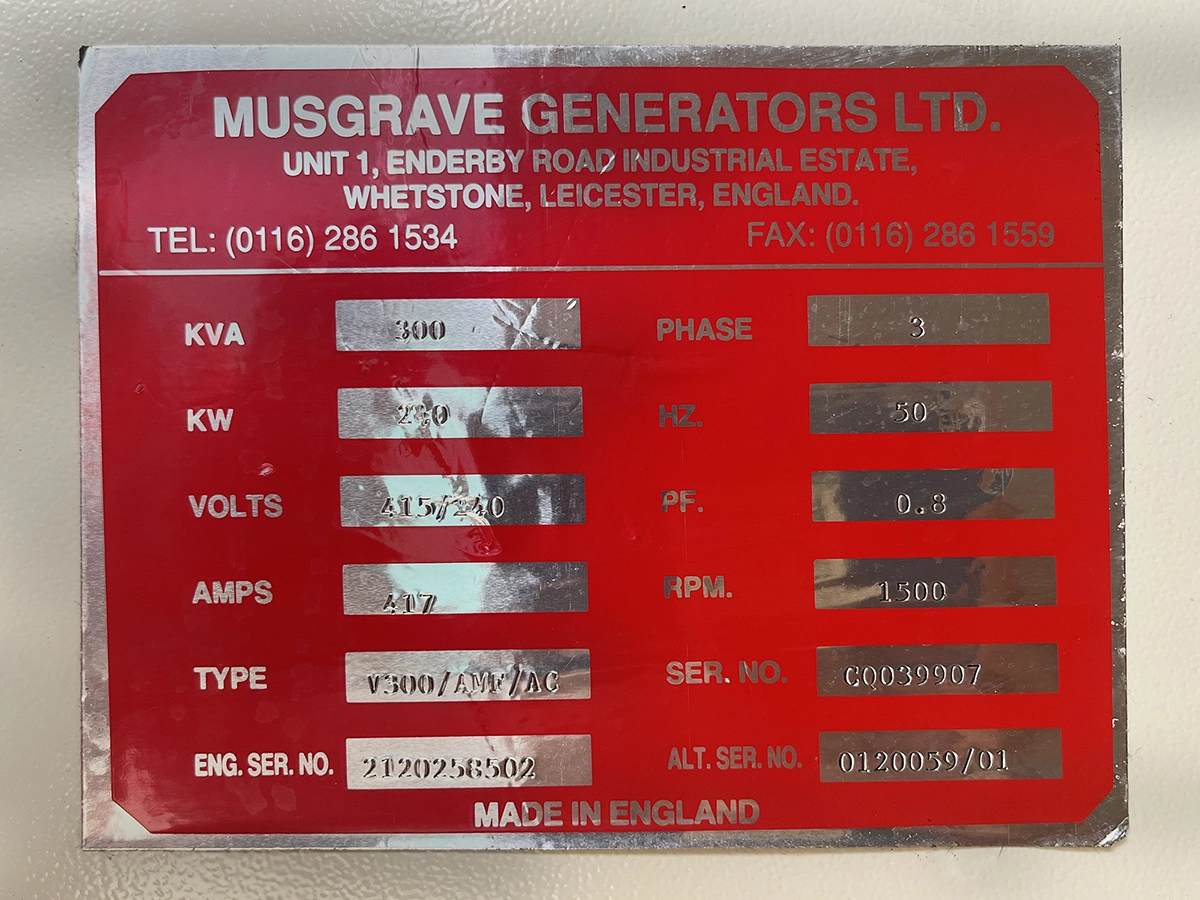 MUSGRAVE GENERATORS LTD.
UNIT 1, ENDERBY ROAD INDUSTRIAL ESTATE,
WHETSTONE, LEICESTER, ENGLAND.
TEL: (0116) 286 1534 FAX: (0116) 286 1559
KVA 300 PHASE 3
KW 240 HZ. 50
VOLTS 415/240 PF. 0.8
AMPS 417 RPM. 1500
TYPE V300/AMF/AC SER. NO. CQ039907
ENG. SER. NO. 2120258502 ALT. SER. NO. 0120059/01
MADE IN ENGLAND